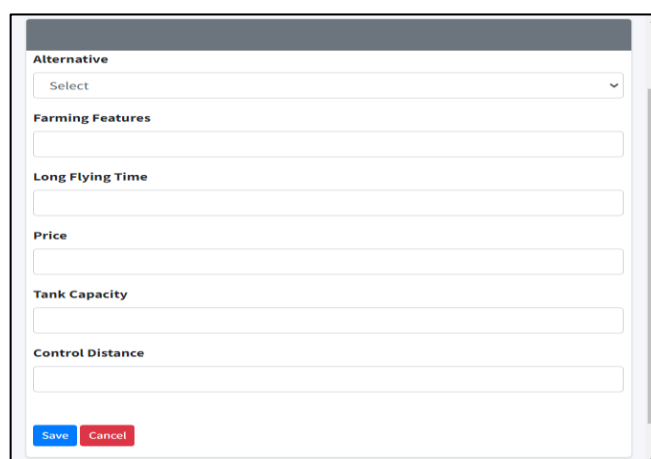 Alternative
Select
Farming Features
Long Flying Time
Price
Tank Capacity
Control Distance
Save Cancel